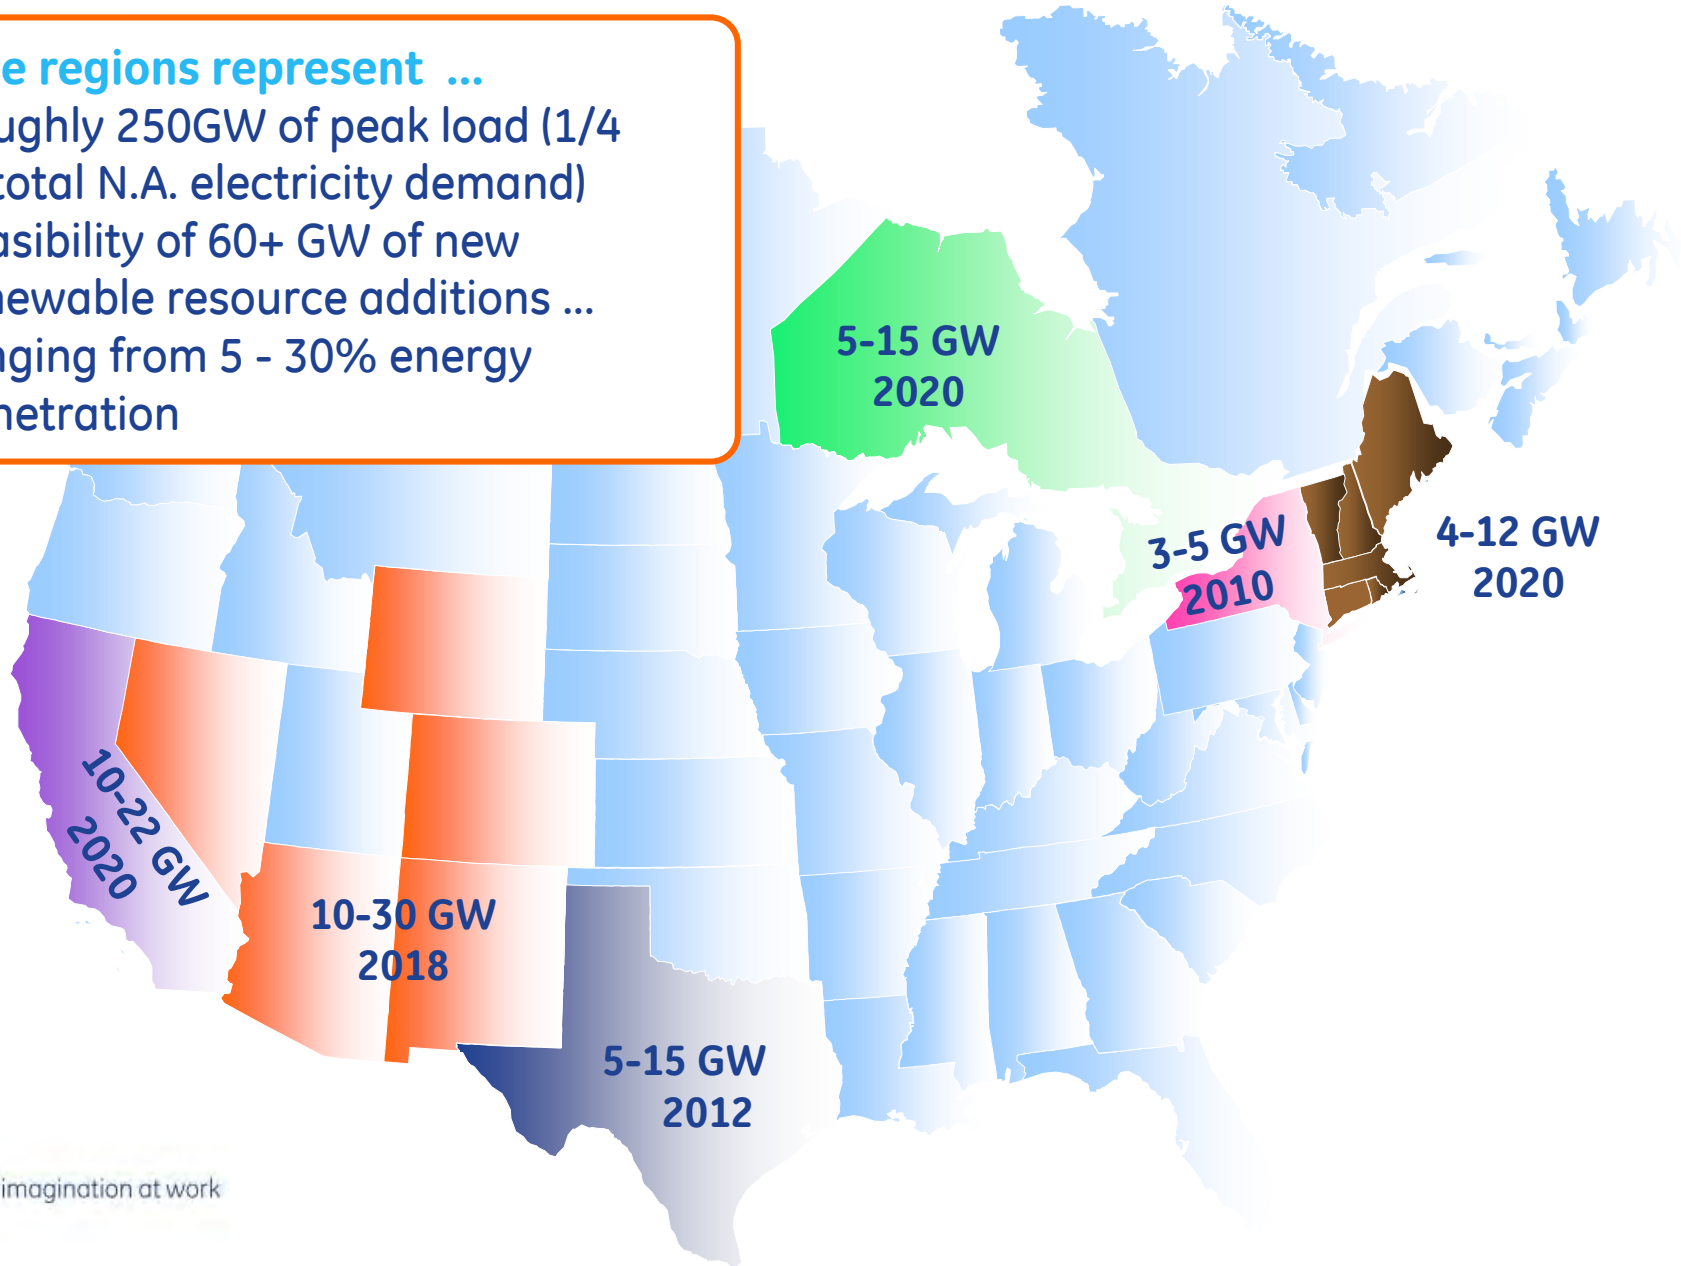 e regions represent ...
ughly 250GW of peak load (1/4
total N.A. electricity demand)
asibility of 60+ GW of new
newable resource additions ...
nging from 5 - 30% energy
netration
5-15 GW
2020
3-5 GW
2010
4-12 GW
2020
10-22 GW
2020
10-30 GW
2018
5-15 GW
2012
imagination at work